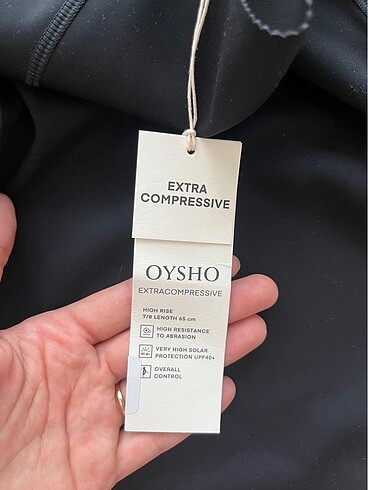 EXTRA
COMPRESSIVE
OYSHO
EXTRACOMPRESSIVE
HIGH RISE
7/8 LENGTH 65 cm
HIGH RESISTANCE
TO ABRASION
VERY HIGH SOLAR
PROTECTION UPF40+
OVERALL
CONTROL